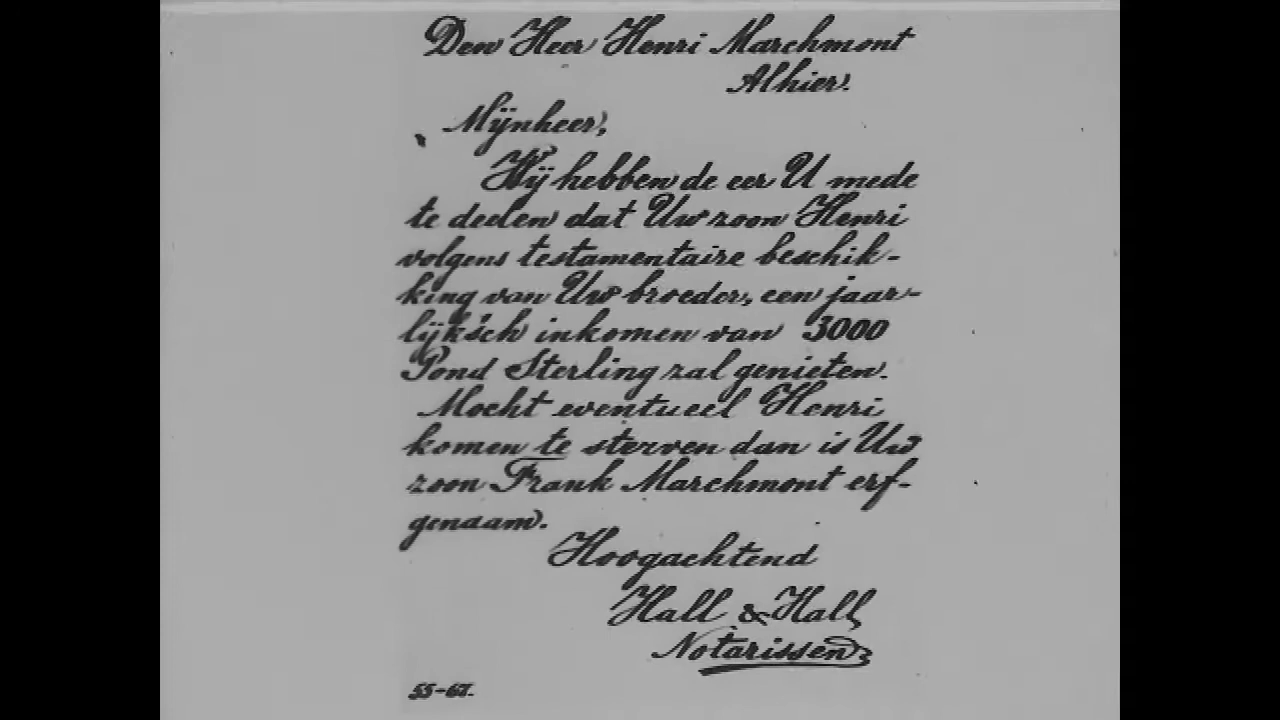 Den Heer Henri Marchmont
Alhier.
Mijnheer,
Wij hebben de eer U mede
te deelen dat Uw zoon Henri
volgens testamentaire beschik-
king van Uw broeder, een jaar-
lijksch inkomen van 3000
Pond Sterling zal genieten.
Mocht eventueel Henri
komen te sterven dan is Uw
zoon Frank Marchmont erf-
genaam.
Hoogachtend
Hall & Hall
Notarissen
55-67.